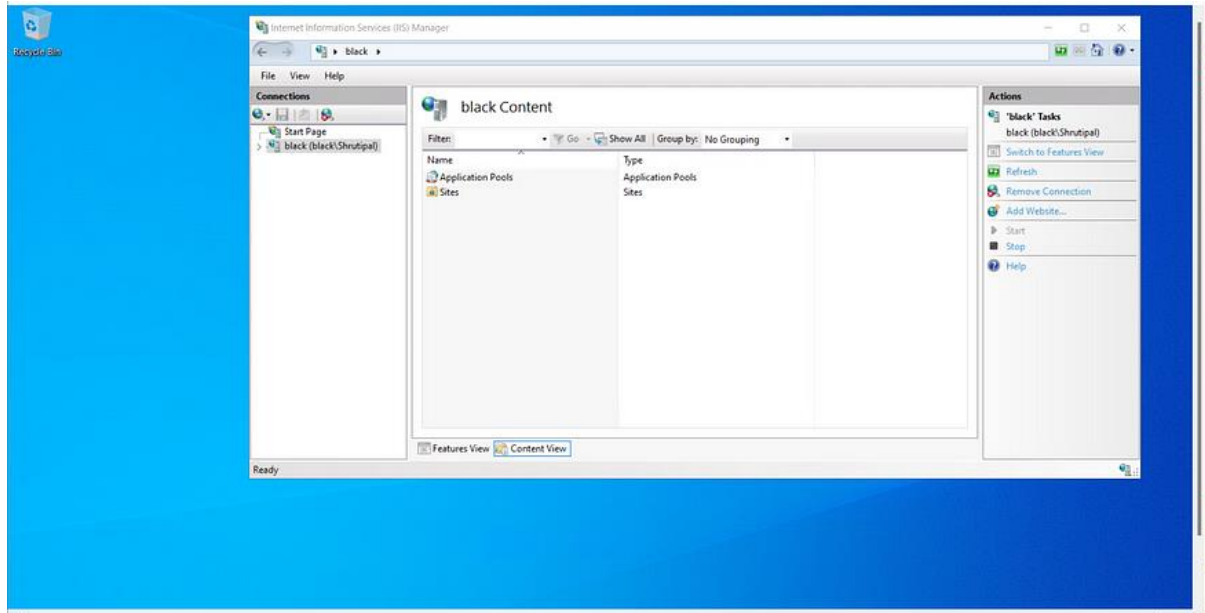 Recycle Bin
Internet Information Services (IIS) Manager
black
File View Help
Connections
Start Page
black (black\Shrutipal)
black Content
Filter: Go Show All Group by: No Grouping
Name Type
Application Pools Application Pools
Sites Sites
Features View Content View
Actions
'black' Tasks
black (black\Shrutipal)
Switch to Features View
Refresh
Remove Connection
Add Website...
Start
Stop
Help
Ready